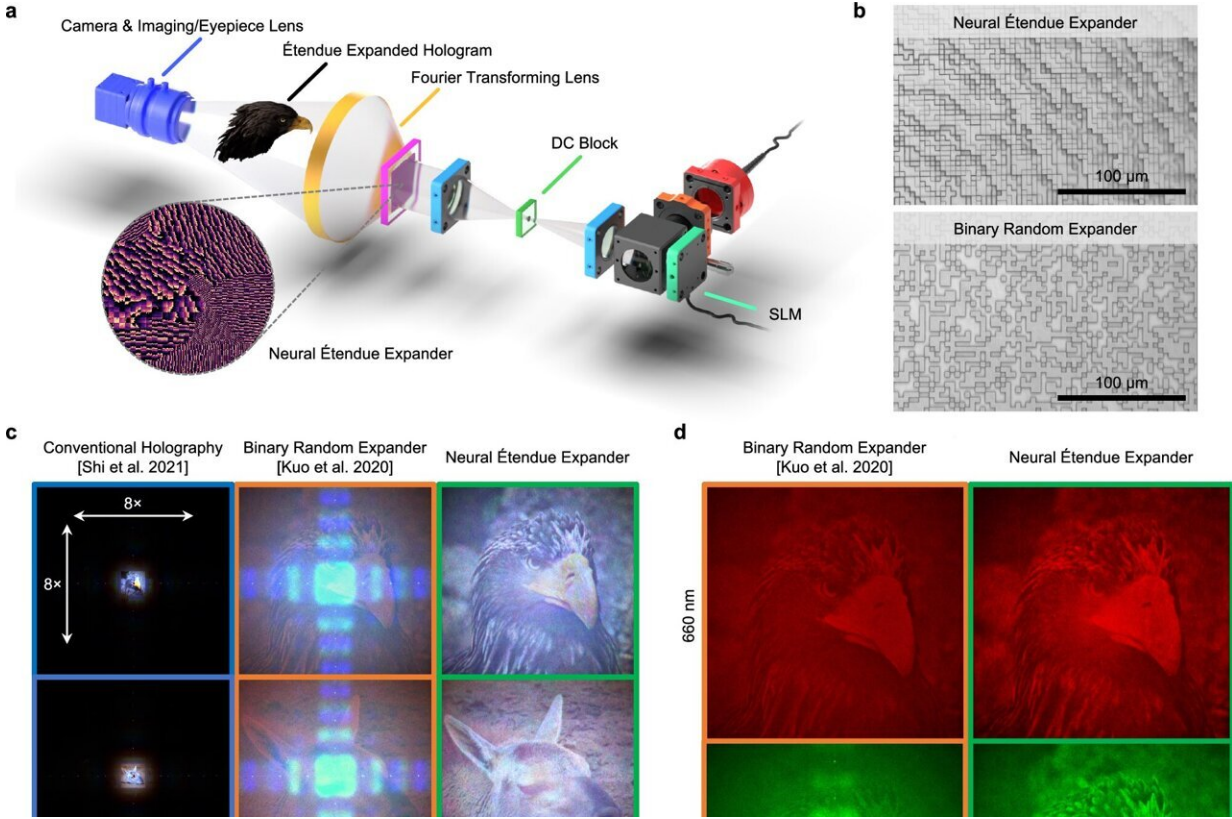 a
Camera & Imaging/Eyepiece Lens
Étendue Expanded Hologram
Fourier Transforming Lens
DC Block
SLM
Neural Étendue Expander
b
Neural Étendue Expander
100 µm
Binary Random Expander
100 µm
c
Conventional Holography
[Shi et al. 2021]
Binary Random Expander
[Kuo et al. 2020]
Neural Étendue Expander
8×
8×
d
Binary Random Expander
[Kuo et al. 2020]
Neural Étendue Expander
660 nm